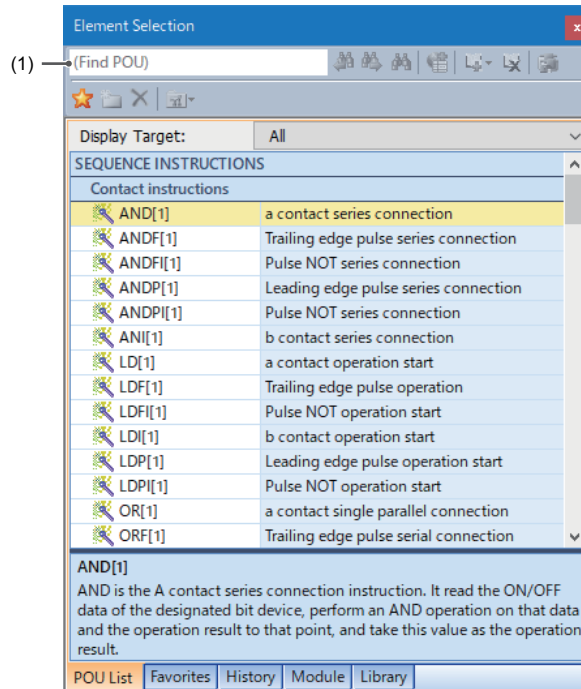 Element Selection
x
(1)
(Find POU)
Display Target: All
SEQUENCE INSTRUCTIONS
Contact instructions
AND[1] a contact series connection
ANDF[1] Trailing edge pulse series connection
ANDFI[1] Pulse NOT series connection
ANDP[1] Leading edge pulse series connection
ANDPI[1] Pulse NOT series connection
ANI[1] b contact series connection
LD[1] a contact operation start
LDF[1] Trailing edge pulse operation
LDFI[1] Pulse NOT operation start
LDI[1] b contact operation start
LDP[1] Leading edge pulse operation start
LDPI[1] Pulse NOT operation start
OR[1] a contact single parallel connection
ORF[1] Trailing edge pulse serial connection
AND[1]
AND is the A contact series connection instruction. It read the ON/OFF
data of the designated bit device, perform an AND operation on that data
and the operation result to that point, and take this value as the operation
result.
POU List Favorites History Module Library